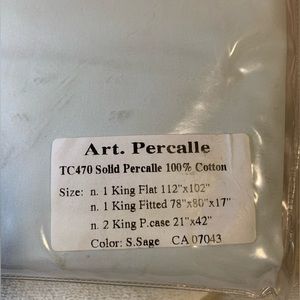 Art. Percalle
TC470 Solid Percalle 100% Cotton
Size: n. 1 King Flat 112"x102"
n. 1 King Fitted 78"x80"x17"
n. 2 King P.case 21"x42"
Color: S.Sage CA 07043